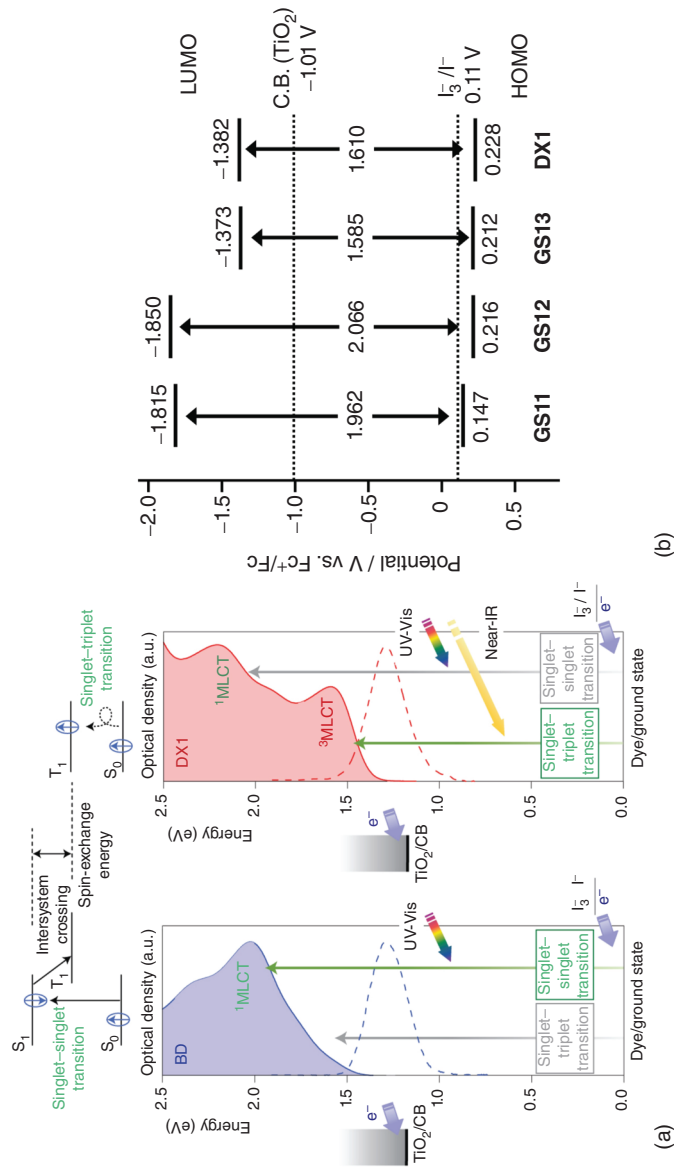 Singlet–singlet
transition
S1
S0
T1
Intersystem
crossing
Spin-exchange
energy
Singlet–triplet
transition
T1
S0
Optical density (a.u.)
BD
1MLCT
Energy (eV)
2.5
2.0
1.5
1.0
0.5
0.0
e−
TiO2/CB
UV-Vis
Singlet–
triplet
transition
Singlet–
singlet
transition
I3− I−
e−
Dye/ground state
Optical density (a.u.)
DX1
1MLCT
3MLCT
Energy (eV)
2.5
2.0
1.5
1.0
0.5
0.0
e−
TiO2/CB
UV-Vis
Near-IR
Singlet–
triplet
transition
Singlet–
singlet
transition
I3− / I−
e−
Dye/ground state
(a)
Potential / V vs. Fc+/Fc
−2.0
−1.5
−1.0
−0.5
0
0.5
−1.815
−1.850
−1.373
−1.382
LUMO
C.B. (TiO2)
−1.01 V
1.962
2.066
1.585
1.610
I3−/I−
0.11 V
0.147
0.216
0.212
0.228
HOMO
GS11
GS12
GS13
DX1
(b)